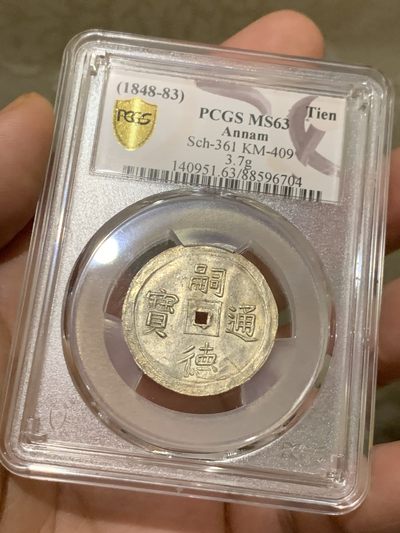 (1848-83)
PCGS MS63
Tien
Annam
Sch-361 KM-409
3.7g
140951.63/88596704
PCGS
嗣
寶 通
德